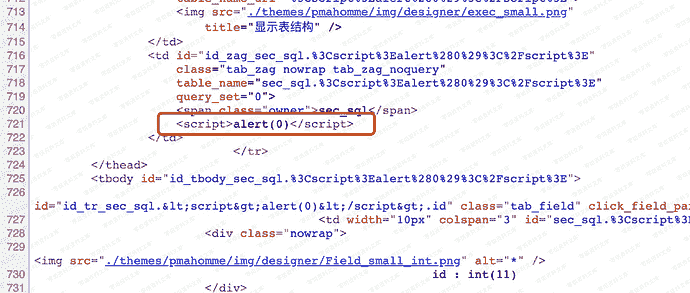 713 <img src="./themes/pmahomme/img/designer/exec_small.png"
714 title="显示表结构" />
715 </td>
716 <td id="id_zag_sec_sql.%3Cscript%3Ealert%280%29%3C%2Fscript%3E"
717 class="tab_zag nowrap tab_zag_noquery"
718 table_name="sec_sql.%3Cscript%3Ealert%280%29%3C%2Fscript%3E"
719 query_set="0">
720 <span class="owner">sec_sql</span>
721 <script>alert(0)</script>
722 </td>
723 </tr>
724 </thead>
725 <tbody id="id_tbody_sec_sql.%3Cscript%3Ealert%280%29%3C%2Fscript%3E">
726
id="id_tr_sec_sql.&lt;script&gt;alert(0)&lt;/script&gt;.id" class="tab_field" click_field_pa
727 <td width="10px" colspan="3" id="sec_sql.%3Cscript%3
728 <div class="nowrap">
729
<img src="./themes/pmahomme/img/designer/Field_small_int.png" alt="*" />
730 id : int(11)
731 </div>